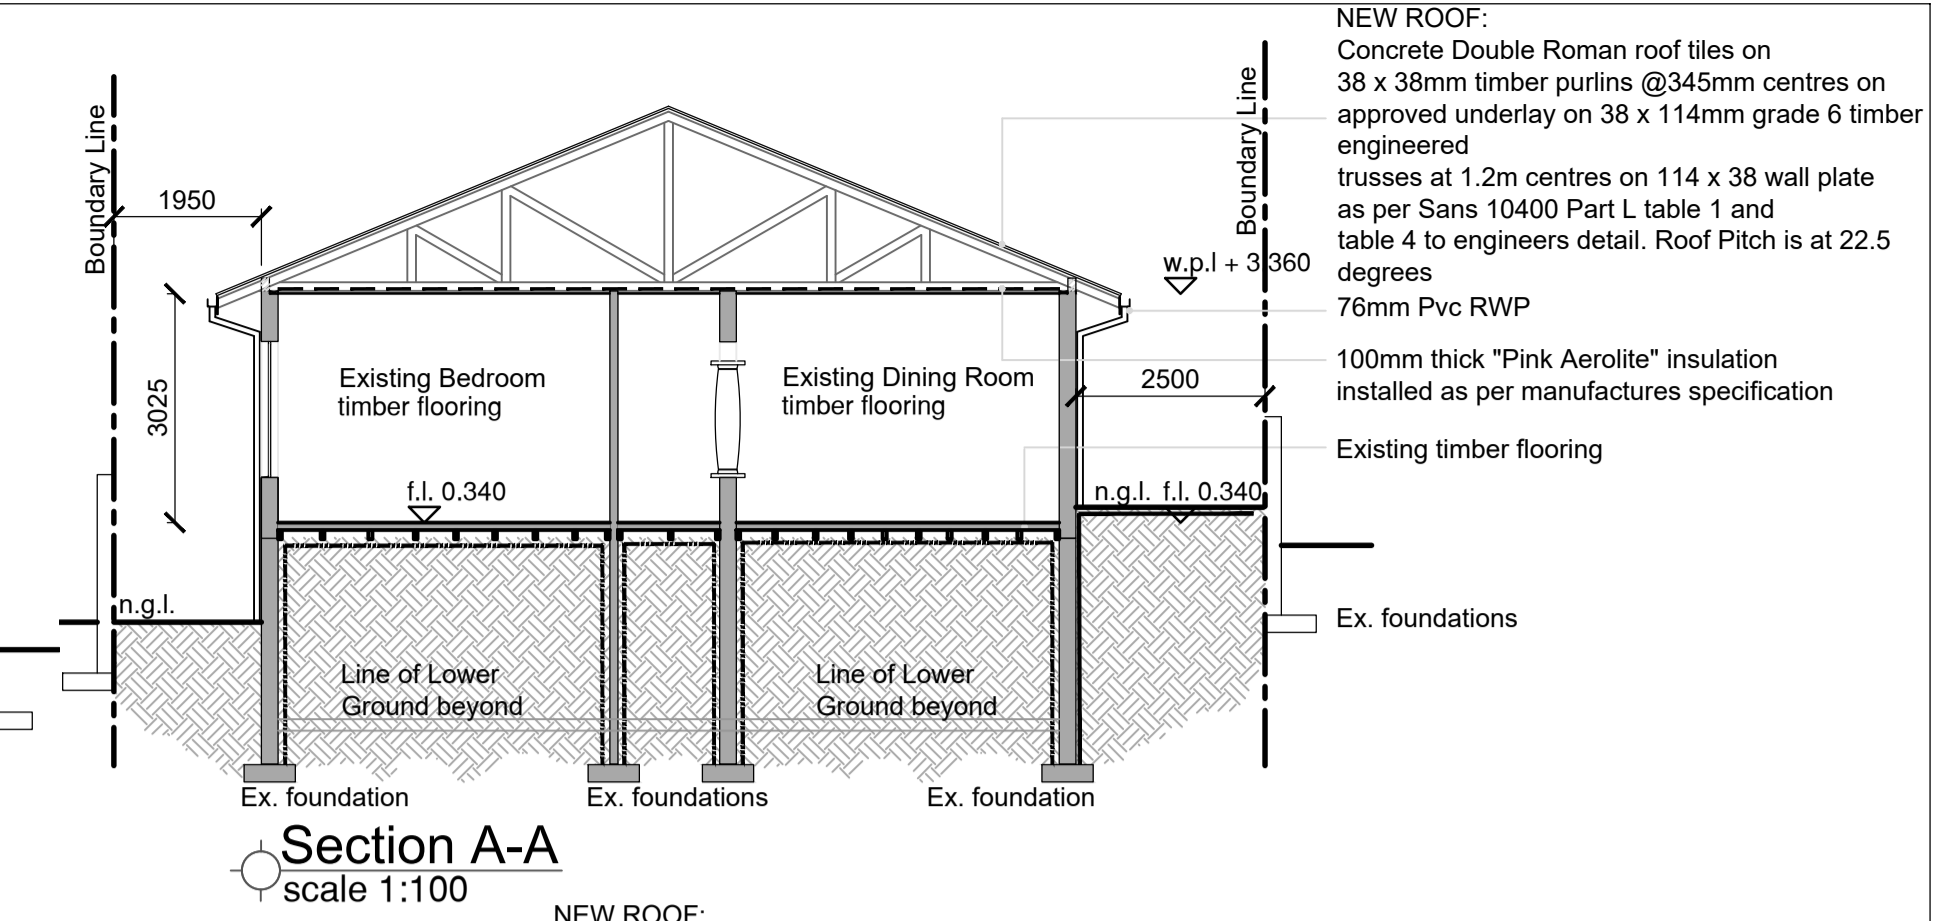 NEW ROOF:
Concrete Double Roman roof tiles on
38 x 38mm timber purlins @345mm centres on
approved underlay on 38 x 114mm grade 6 timber
engineered
trusses at 1.2m centres on 114 x 38 wall plate
as per Sans 10400 Part L table 1 and
table 4 to engineers detail. Roof Pitch is at 22.5
degrees
76mm Pvc RWP
100mm thick "Pink Aerolite" insulation
installed as per manufactures specification
Existing timber flooring
Ex. foundations
Boundary Line
1950
Boundary Line
w.p.l + 3.360
3025
Existing Bedroom
timber flooring
Existing Dining Room
timber flooring
2500
f.l. 0.340
n.g.l. f.l. 0.340
n.g.l.
Line of Lower
Ground beyond
Line of Lower
Ground beyond
Ex. foundation
Ex. foundations
Ex. foundation
Section A-A
scale 1:100
NEW ROOF: